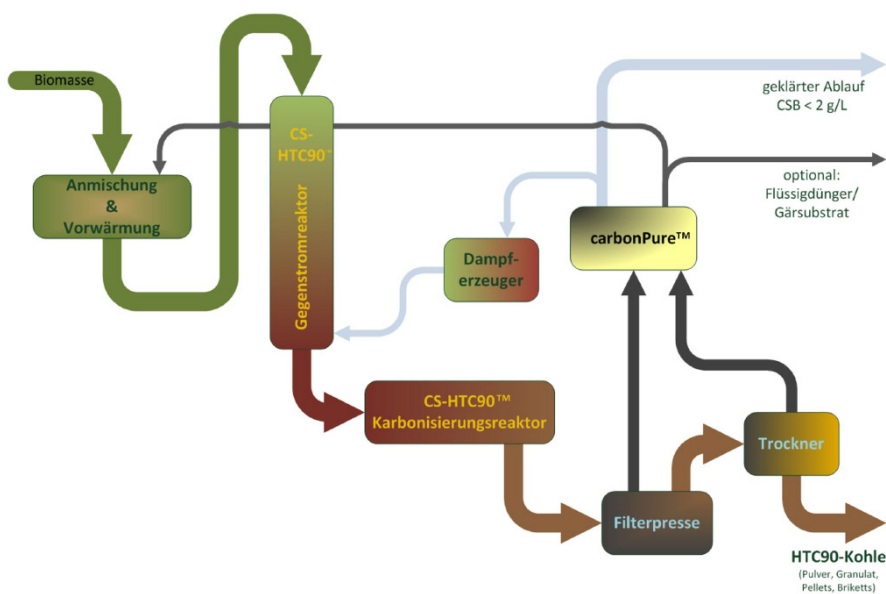 Biomasse
Anmischung
&
Vorwärmung
CS-
HTC90™
Gegenstromreaktor
geklärter Ablauf
CSB < 2 g/L
optional:
Flüssigdünger/
Gärsubstrat
carbonPure™
Dampf-
erzeuger
CS-HTC90™
Karbonisierungsreaktor
Trockner
Filterpresse
HTC90-Kohle
(Pulver, Granulat,
Pellets, Briketts)